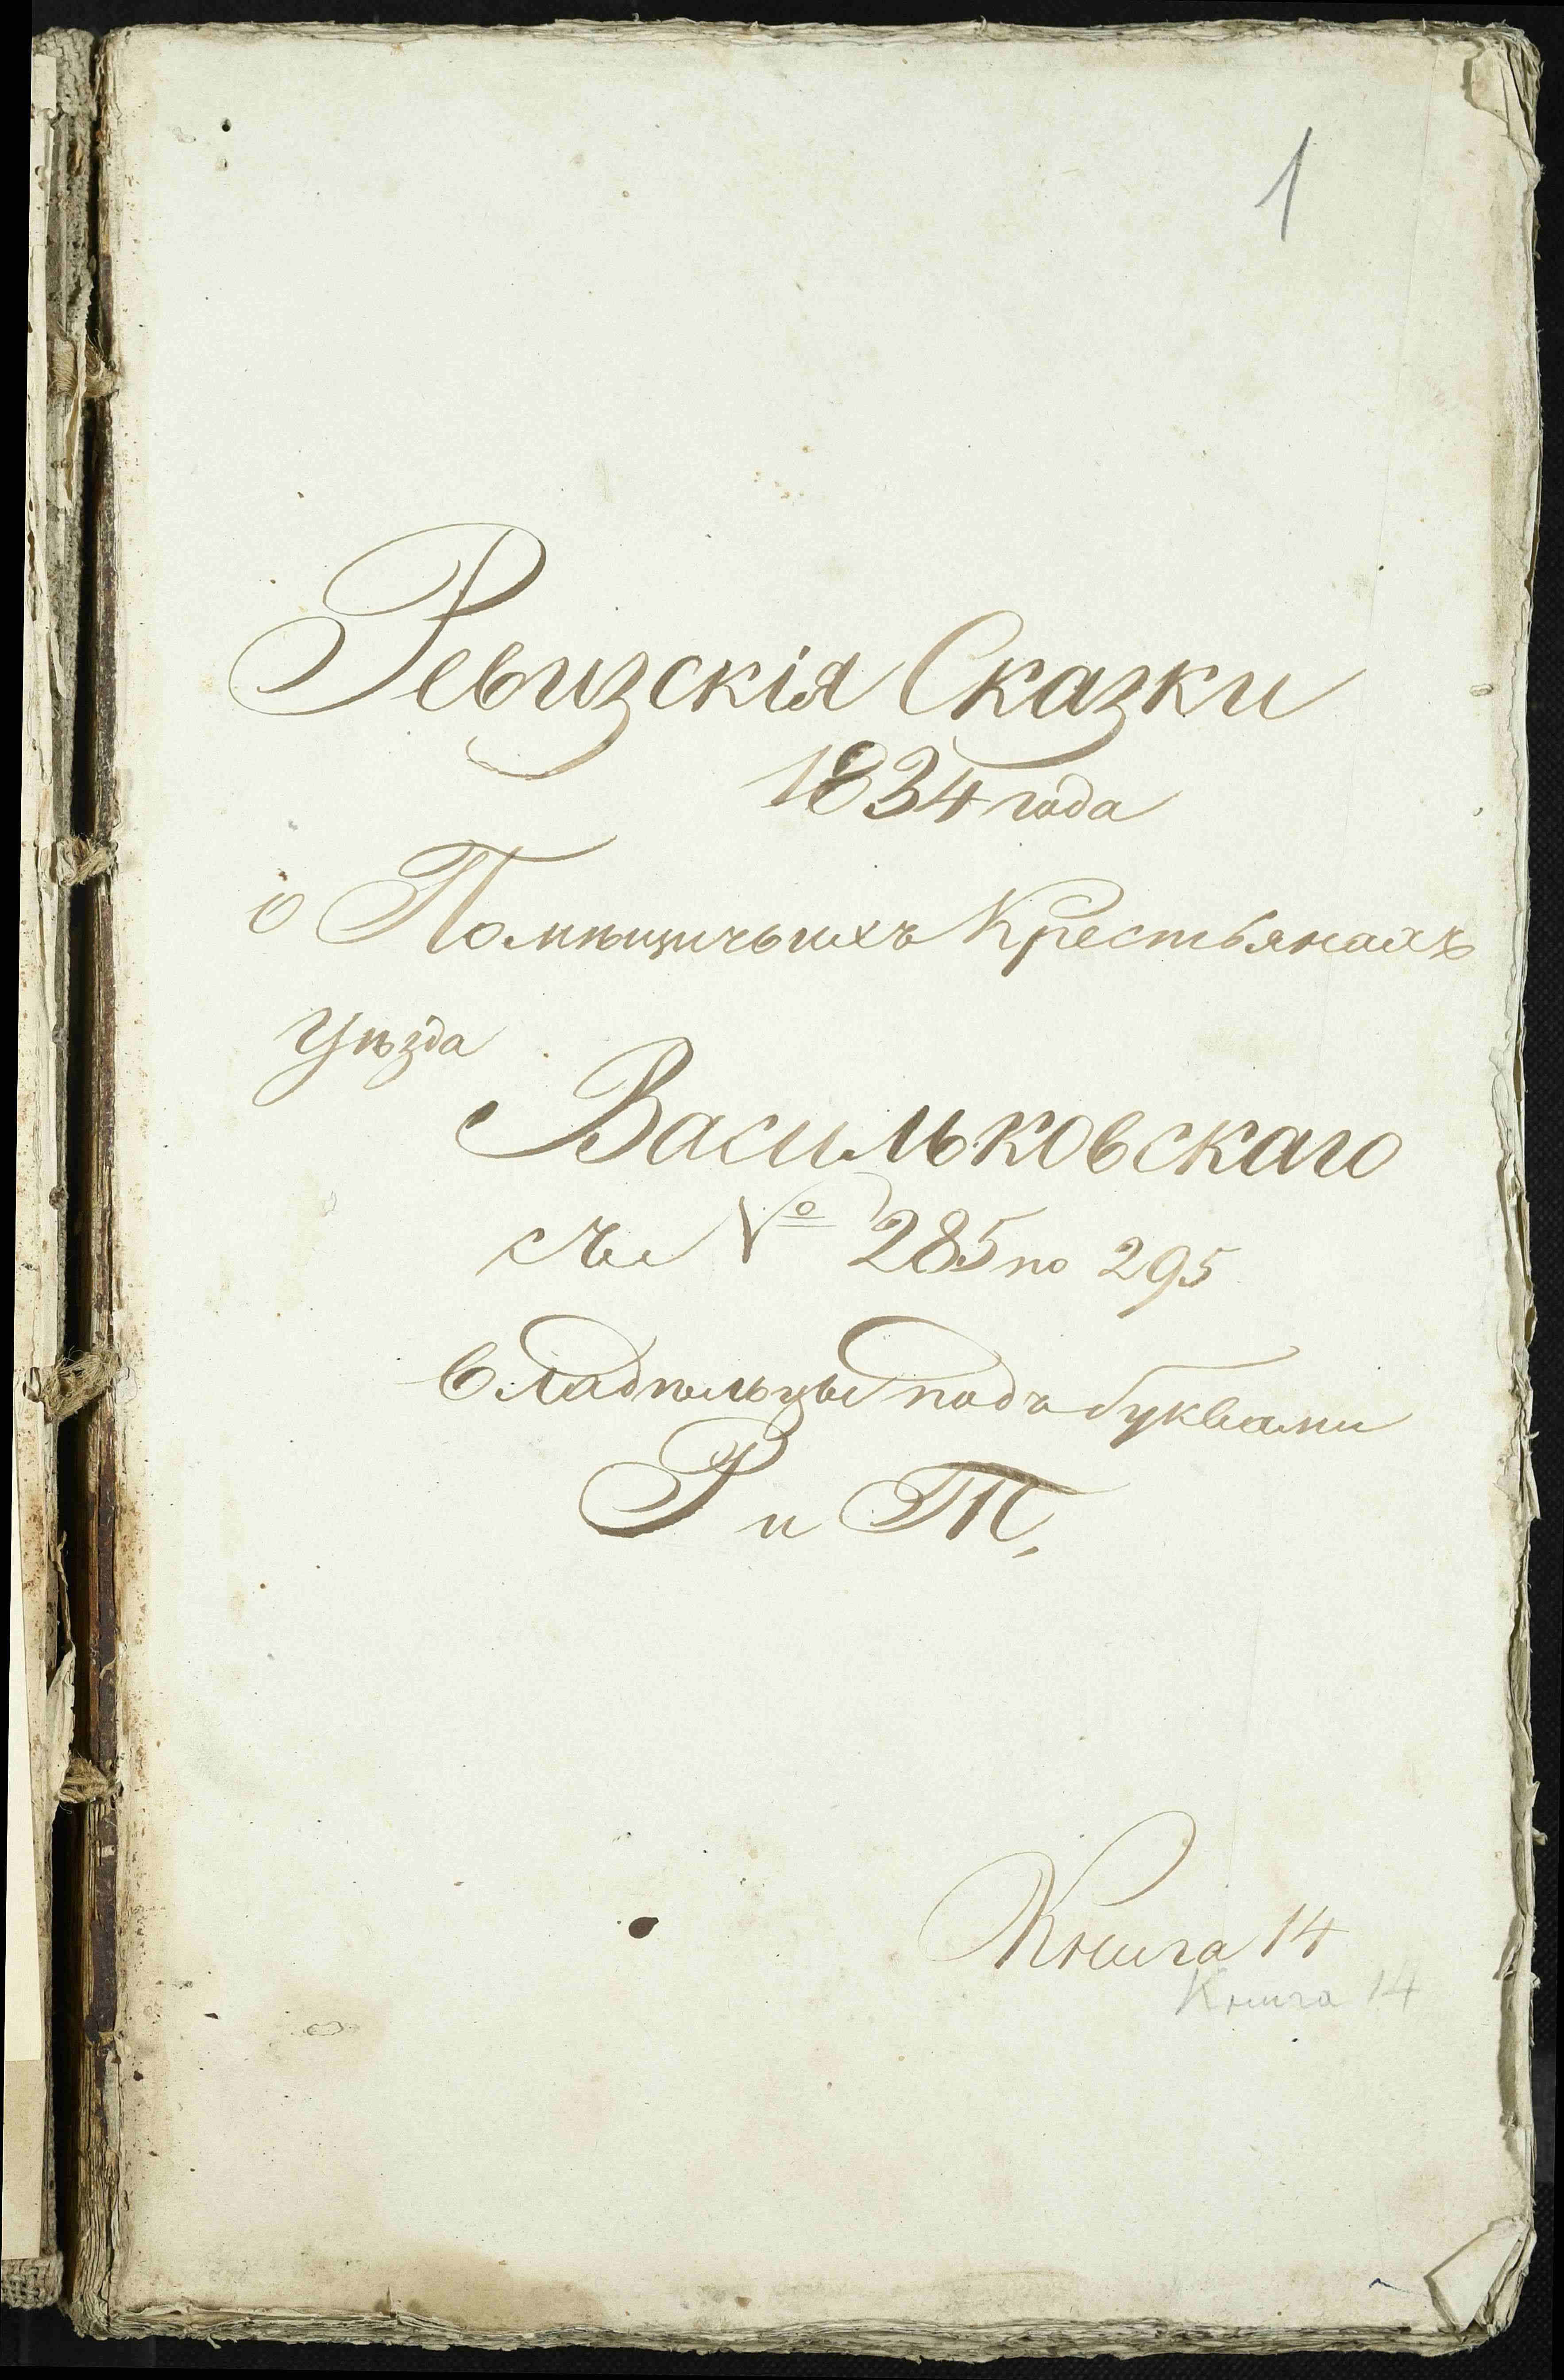 1
Ревизскія Сказки
1834 года
о Помѣщичьихъ Крестьянахъ
Уѣзда
Васильковскаго
съ № 285 по 295
Владѣльцы подъ буквами
Р и Т,
Книга 14
Книга 14